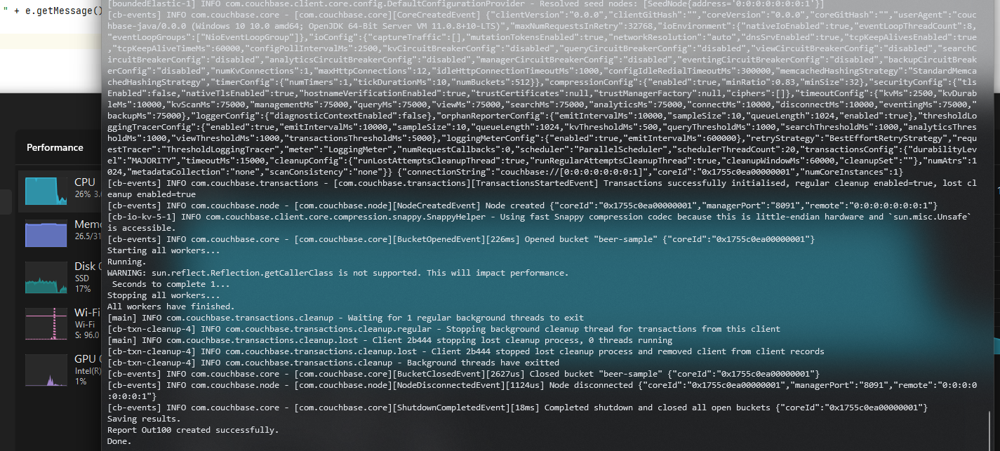 " + e.getMessage()
[boundedElastic-1] INFO com.couchbase.client.core.config.DefaultConfigurationProvider - Resolved seed nodes: [SeedNode{address='0:0:0:0:0:0:0:1'}]
[cb-events] INFO com.couchbase.core - [com.couchbase.core][CoreCreatedEvent] {"clientVersion":"0.0.0","clientGitHash":"","coreVersion":"0.0.0","coreGitHash":"","userAgent":"couc
hbase-java/0.0.0 (Windows 10 10.0 amd64; OpenJDK 64-Bit Server VM 11.0.8+10-LTS)","maxNumRequestsInRetry":32768,"ioEnvironment":{"nativeIoEnabled":true,"eventLoopThreadCount":8,
"eventLoopGroups":["NioEventLoopGroup"]},"ioConfig":{"captureTraffic":[],"mutationTokensEnabled":true,"networkResolution":"auto","dnsSrvEnabled":true,"tcpKeepAlivesEnabled":true
,"tcpKeepAliveTimeMs":60000,"configPollIntervalMs":2500,"kvCircuitBreakerConfig":"disabled","queryCircuitBreakerConfig":"disabled","viewCircuitBreakerConfig":"disabled","searchC
ircuitBreakerConfig":"disabled","analyticsCircuitBreakerConfig":"disabled","managerCircuitBreakerConfig":"disabled","eventingCircuitBreakerConfig":"disabled","backupCircuitBreak
erConfig":"disabled","numKvConnections":1,"maxHttpConnections":12,"idleHttpConnectionTimeoutMs":1000,"configIdleRedialTimeoutMs":300000,"memcachedHashingStrategy":"StandardMemca
chedHashingStrategy","timerConfig":{"numTimers":1,"tickDurationMs":10,"numBuckets":512}},"compressionConfig":{"enabled":true,"minRatio":0.83,"minSize":32},"securityConfig":{"tls
Enabled":false,"nativeTlsEnabled":true,"hostnameVerificationEnabled":true,"trustCertificates":null,"trustManagerFactory":null,"ciphers":[]},"timeoutConfig":{"kvMs":2500,"kvDurab
leMs":10000,"kvScanMs":75000,"managementMs":75000,"queryMs":75000,"viewMs":75000,"searchMs":75000,"analyticsMs":75000,"connectMs":10000,"disconnectMs":10000,"eventingMs":75000,"
backupMs":75000},"loggerConfig":{"diagnosticContextEnabled":false},"orphanReporterConfig":{"emitIntervalMs":10000,"sampleSize":10,"queueLength":1024,"enabled":true},"thresholdLo
ggingTracerConfig":{"enabled":true,"emitIntervalMs":10000,"sampleSize":10,"queueLength":1024,"kvThresholdMs":500,"queryThresholdMs":1000,"searchThresholdMs":1000,"analyticsThres
holdMs":1000,"viewThresholdMs":1000,"transactionsThresholdMs":5000},"loggingMeterConfig":{"enabled":true,"emitIntervalMs":600000},"retryStrategy":"BestEffortRetryStrategy","requ
estTracer":"ThresholdLoggingTracer","meter":"LoggingMeter","numRequestCallbacks":0,"scheduler":"ParallelScheduler","schedulerThreadCount":20,"transactionsConfig":{"durabilityLev
el":"MAJORITY","timeoutMs":15000,"cleanupConfig":{"runLostAttemptsCleanupThread":true,"runRegularAttemptsCleanupThread":true,"cleanupWindowMs":60000,"cleanupSet":""},"numAtrs":1
024,"metadataCollection":"none","scanConsistency":"none"}} {"connectionString":"couchbase://[0:0:0:0:0:0:0:1]","coreId":"0x1755c0ea00000001","numCoreInstances":1}
[cb-events] INFO com.couchbase.transactions - [com.couchbase.transactions][TransactionsStartedEvent] Transactions successfully initialised, regular cleanup enabled=true, lost cl
eanup enabled=true
[cb-events] INFO com.couchbase.node - [com.couchbase.node][NodeCreatedEvent] Node created {"coreId":"0x1755c0ea00000001","managerPort":"8091","remote":"0:0:0:0:0:0:0:1"}
[cb-io-kv-5-1] INFO com.couchbase.client.core.compression.snappy.SnappyHelper - Using fast Snappy compression codec because this is little-endian hardware and `sun.misc.Unsafe`
is accessible.
[cb-events] INFO com.couchbase.core - [com.couchbase.core][BucketOpenedEvent][226ms] Opened bucket "beer-sample" {"coreId":"0x1755c0ea00000001"}
Starting all workers...
Running.
WARNING: sun.reflect.Reflection.getCallerClass is not supported. This will impact performance.
Seconds to complete 1...
Stopping all workers...
All workers have finished.
[main] INFO com.couchbase.transactions.cleanup - Waiting for 1 regular background threads to exit
[cb-txn-cleanup-4] INFO com.couchbase.transactions.cleanup.regular - Stopping background cleanup thread for transactions from this client
[main] INFO com.couchbase.transactions.cleanup.lost - Client 2b444 stopping lost cleanup process, 0 threads running
[cb-txn-cleanup-4] INFO com.couchbase.transactions.cleanup.lost - Client 2b444 stopped lost cleanup process and removed client from client records
[cb-txn-cleanup-4] INFO com.couchbase.transactions.cleanup - Background threads have exitted
[cb-events] INFO com.couchbase.core - [com.couchbase.core][BucketClosedEvent][2627us] Closed bucket "beer-sample" {"coreId":"0x1755c0ea00000001"}
[cb-events] INFO com.couchbase.node - [com.couchbase.node][NodeDisconnectedEvent][1124us] Node disconnected {"coreId":"0x1755c0ea00000001","managerPort":"8091","remote":"0:0:0:0
:0:0:0:1"}
[cb-events] INFO com.couchbase.core - [com.couchbase.core][ShutdownCompletedEvent][18ms] Completed shutdown and closed all open buckets {"coreId":"0x1755c0ea00000001"}
Saving results.
Report Out100 created successfully.
Done.
Performance
CPU
26% 3.
Memo
26.5/31
Disk 0
SSD
17%
Wi-Fi
Wi-Fi
S: 96.0
GPU 0
Intel(R)
1%